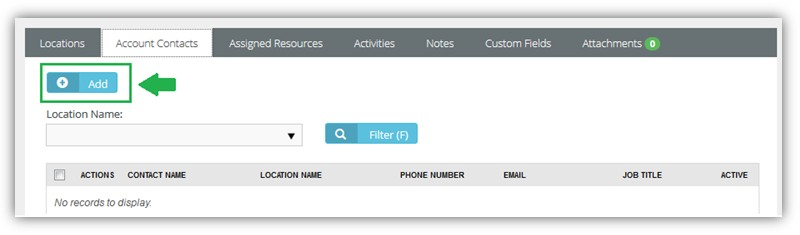 Locations Account Contacts Assigned Resources Activities Notes Custom Fields Attachments 0
Add
Location Name:
Filter (F)
ACTIONS CONTACT NAME LOCATION NAME PHONE NUMBER EMAIL JOB TITLE ACTIVE
No records to display.